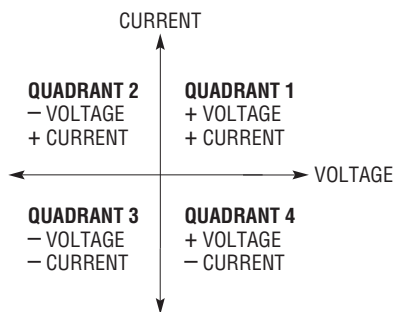 CURRENT
QUADRANT 2
– VOLTAGE
+ CURRENT
QUADRANT 1
+ VOLTAGE
+ CURRENT
VOLTAGE
QUADRANT 3
– VOLTAGE
– CURRENT
QUADRANT 4
+ VOLTAGE
– CURRENT